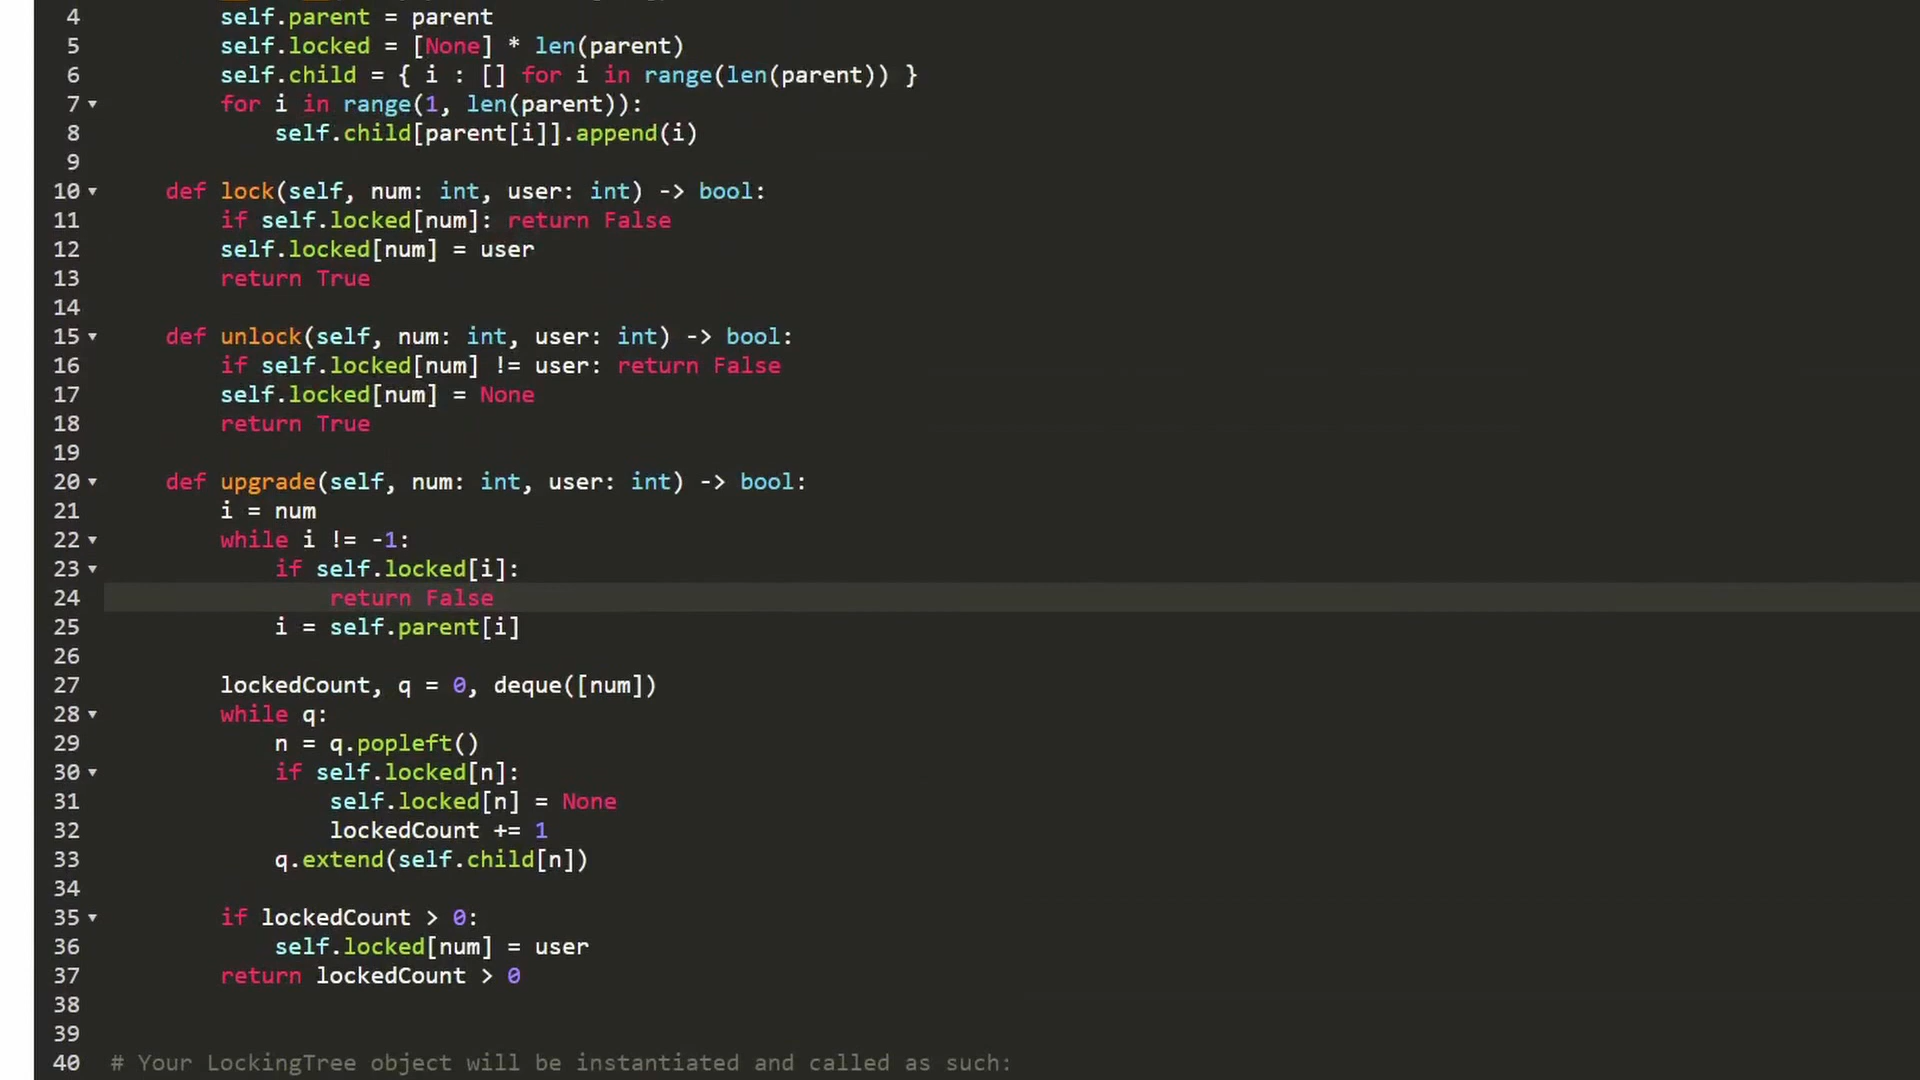 4 self.parent = parent
5 self.locked = [None] * len(parent)
6 self.child = { i : [] for i in range(len(parent)) }
7 for i in range(1, len(parent)):
8 self.child[parent[i]].append(i)
9
10 def lock(self, num: int, user: int) -> bool:
11 if self.locked[num]: return False
12 self.locked[num] = user
13 return True
14
15 def unlock(self, num: int, user: int) -> bool:
16 if self.locked[num] != user: return False
17 self.locked[num] = None
18 return True
19
20 def upgrade(self, num: int, user: int) -> bool:
21 i = num
22 while i != -1:
23 if self.locked[i]:
24 return False
25 i = self.parent[i]
26
27 lockedCount, q = 0, deque([num])
28 while q:
29 n = q.popleft()
30 if self.locked[n]:
31 self.locked[n] = None
32 lockedCount += 1
33 q.extend(self.child[n])
34
35 if lockedCount > 0:
36 self.locked[num] = user
37 return lockedCount > 0
38
39
40 # Your LockingTree object will be instantiated and called as such: